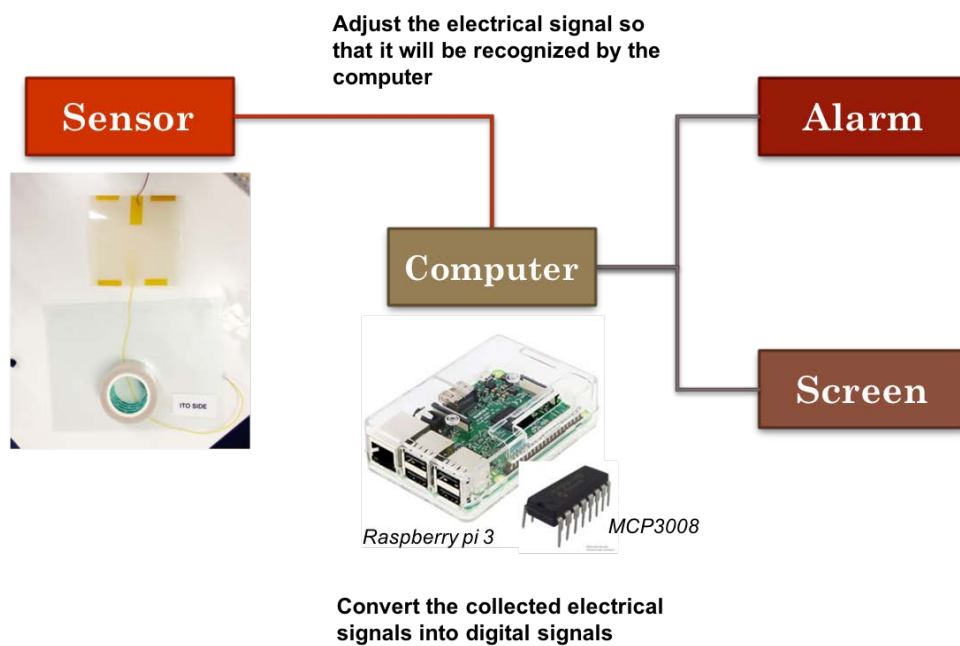 Adjust the electrical signal so
that it will be recognized by the
computer
Sensor
Alarm
Computer
ITO SIDE
Screen
Raspberry pi 3
MCP3008
Convert the collected electrical
signals into digital signals